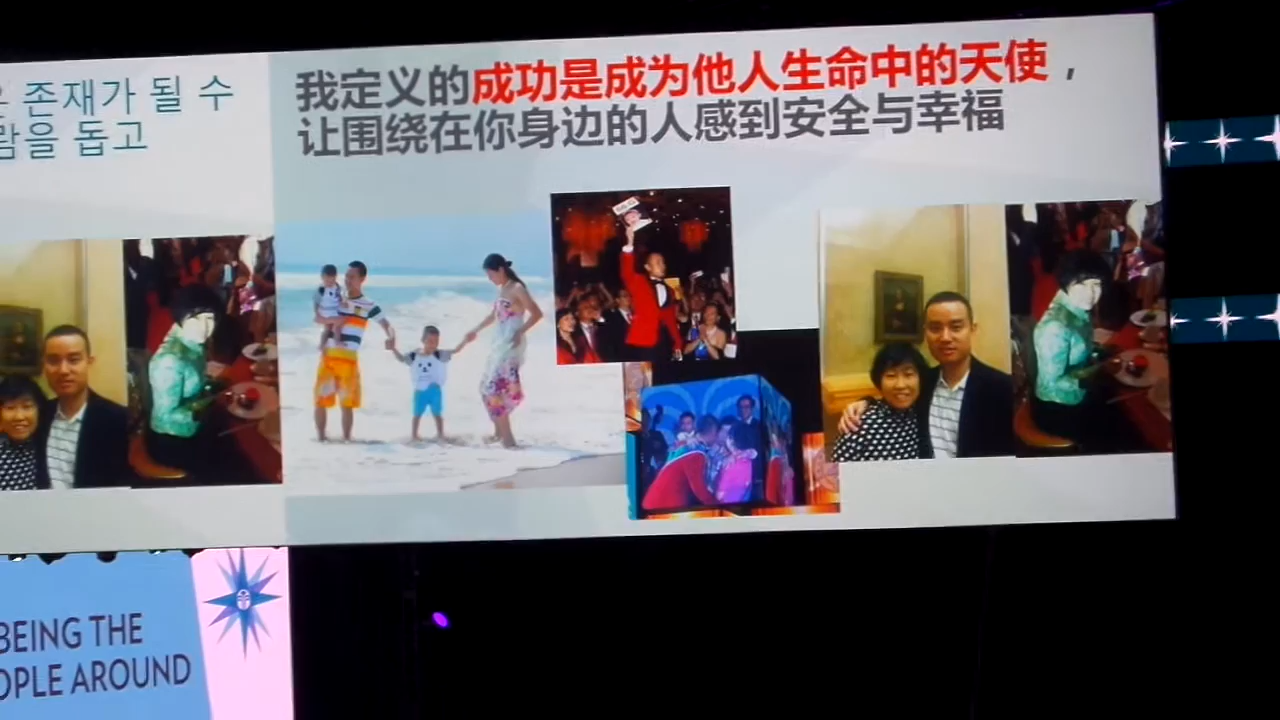 존재가 될 수
람을 돕고
我定义的成功是成为他人生命中的天使，
让围绕在你身边的人感到安全与幸福
BEING THE
OPLE AROUND